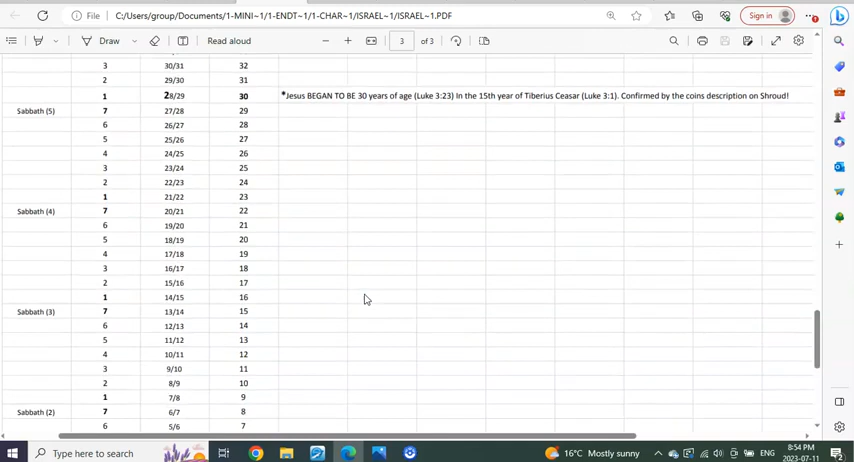 File C:/Users/group/Documents/1-MINI~1/1-ENDT~1/1-CHAR~1/ISRAEL~1/ISRAEL~1.PDF Sign in
Draw Read aloud 3 of 3
3 30/31 32
2 29/30 31
1 28/29 30 *Jesus BEGAN TO BE 30 years of age (Luke 3:23) In the 15th year of Tiberius Ceasar (Luke 3:1). Confirmed by the coins description on Shroud!
Sabbath (5) 7 27/28 29
6 26/27 28
5 25/26 27
4 24/25 26
3 23/24 25
2 22/23 24
1 21/22 23
Sabbath (4) 7 20/21 22
6 19/20 21
5 18/19 20
4 17/18 19
3 16/17 18
2 15/16 17
1 14/15 16
Sabbath (3) 7 13/14 15
6 12/13 14
5 11/12 13
4 10/11 12
3 9/10 11
2 8/9 10
1 7/8 9
Sabbath (2) 7 6/7 8
6 5/6 7
Type here to search 16°C Mostly sunny ENG 8:54 PM
2023-07-11